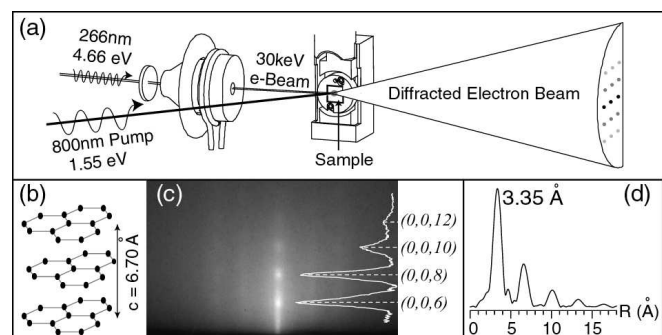 (a)
266nm
4.66 eV
30keV
e-Beam
Diffracted Electron Beam
800nm Pump
1.55 eV
Sample
(b)
c = 6.70 Å
(c)
(0,0,12)
(0,0,10)
(0,0,8)
(0,0,6)
(d)
3.35 Å
0 5 10 15 R (Å)